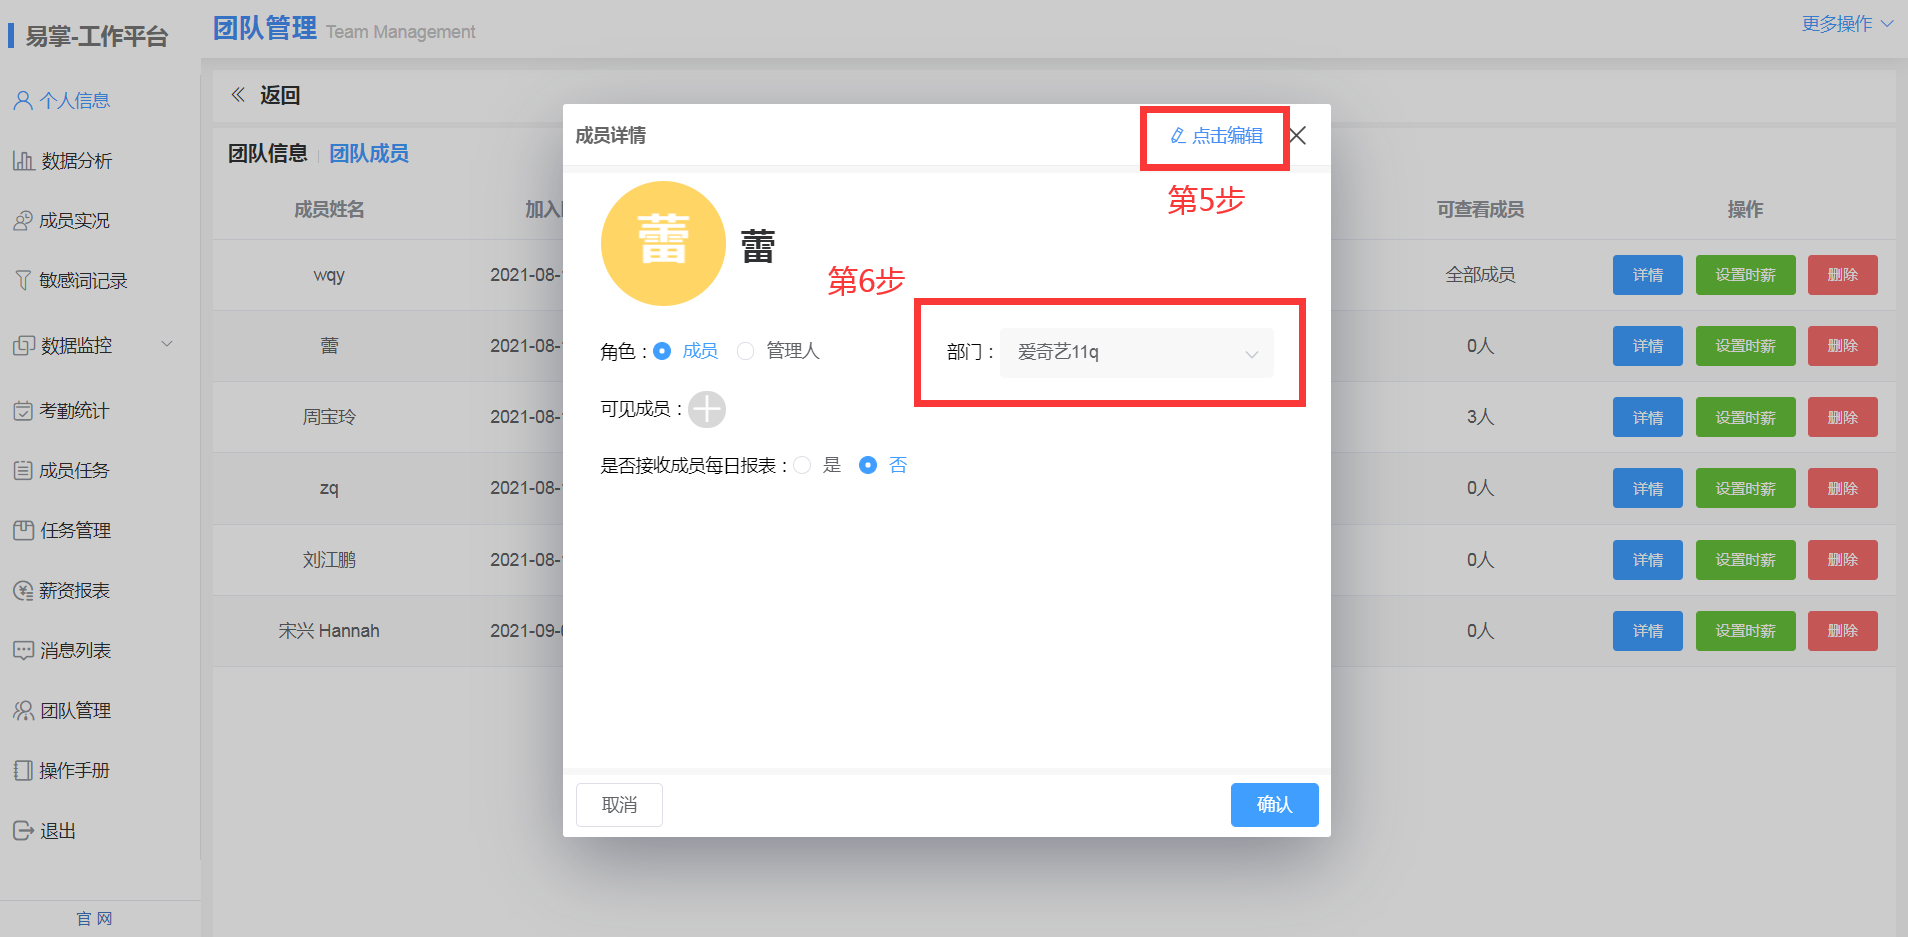 易掌-工作平台
团队管理 Team Management
更多操作
个人信息
数据分析
成员实况
敏感词记录
数据监控
考勤统计
成员任务
任务管理
薪资报表
消息列表
团队管理
操作手册
退出
官 网
返回
团队信息 团队成员
成员姓名 加入 可查看成员 操作
wqy 2021-08- 全部成员 详情 设置时薪 删除
蕾 2021-08- 0人 详情 设置时薪 删除
周宝玲 2021-08- 3人 详情 设置时薪 删除
zq 2021-08- 0人 详情 设置时薪 删除
刘江鹏 2021-08- 0人 详情 设置时薪 删除
宋兴 Hannah 2021-09- 0人 详情 设置时薪 删除
成员详情 点击编辑
第5步
蕾 蕾
第6步
角色： 成员 管理人 部门： 爱奇艺11q
可见成员：
是否接收成员每日报表： 是 否
取消 确认